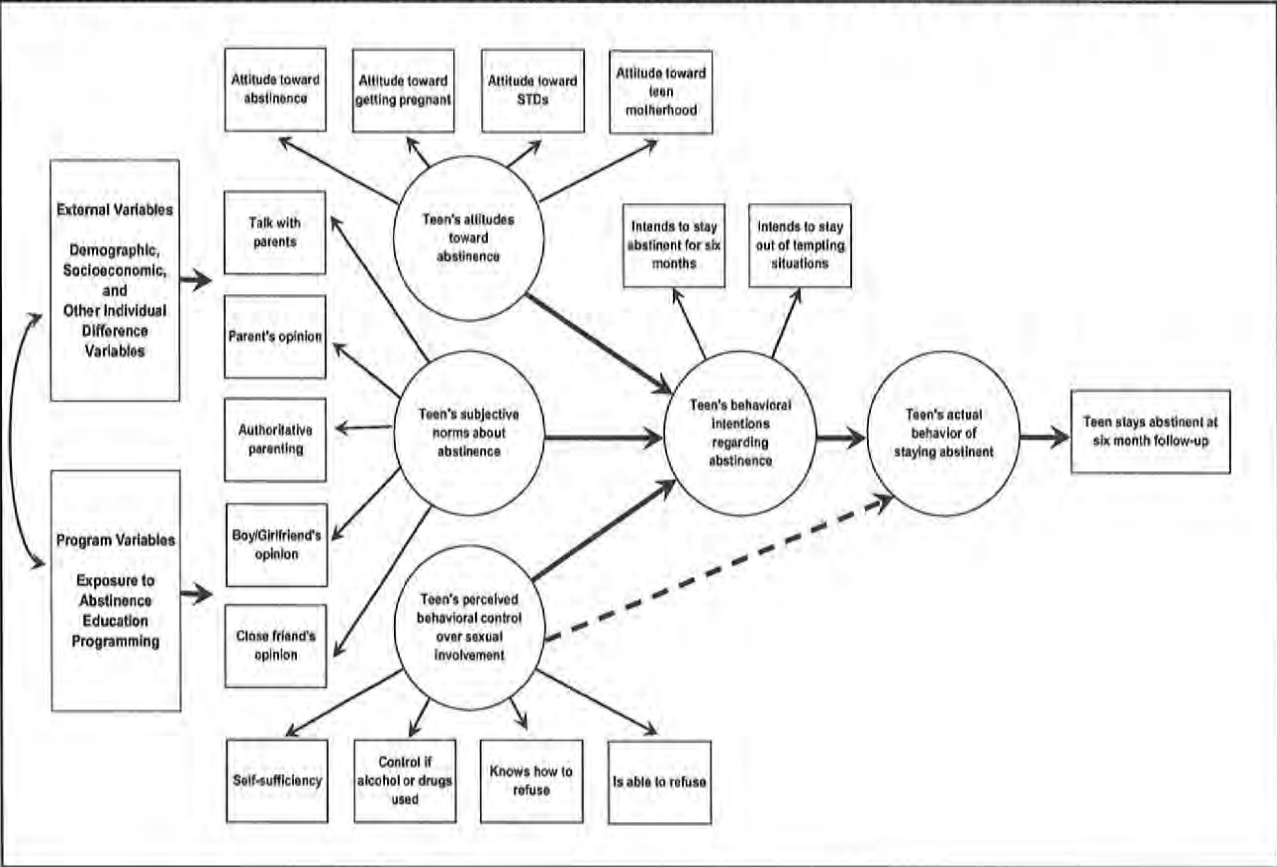 Attitude toward
abstinence
Attitude toward
getting pregnant
Attitude toward
STDs
Attitude toward
teen
motherhood
External Variables
Demographic,
Socioeconomic,
and
Other Individual
Difference
Variables
Talk with
parents
Teen's attitudes
toward
abstinence
Intends to stay
abstinent for six
months
Intends to stay
out of tempting
situations
Parent's opinion
Authoritative
parenting
Teen's subjective
norms about
abstinence
Teen's behavioral
intentions
regarding
abstinence
Teen's actual
behavior of
staying abstinent
Teen stays abstinent at
six month follow-up
Program Variables
Exposure to
Abstinence
Education
Programming
Boy/Girlfriend's
opinion
Close friend's
opinion
Teen's perceived
behavioral control
over sexual
involvement
Self-sufficiency
Control if
alcohol or drugs
used
Knows how to
refuse
Is able to refuse